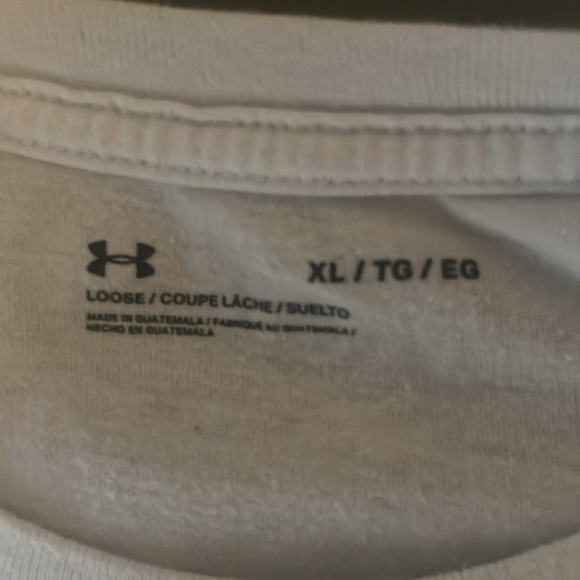 XL / TG / EG
LOOSE / COUPE LÂCHE / SUELTO
MADE IN GUATEMALA / FABRIQUÉ AU GUATEMALA /
HECHO EN GUATEMALA